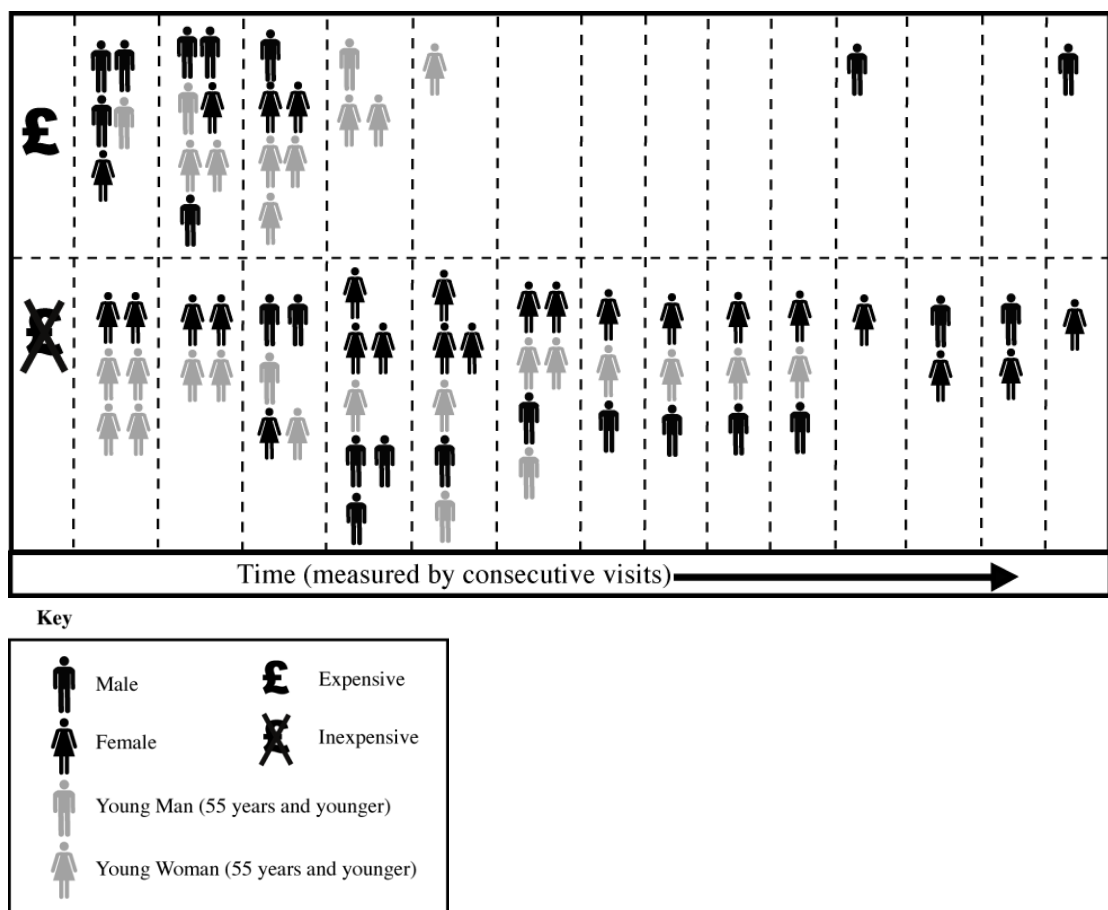 £
£
Time (measured by consecutive visits)
Key
Male
£ Expensive
Female
£ Inexpensive
Young Man (55 years and younger)
Young Woman (55 years and younger)